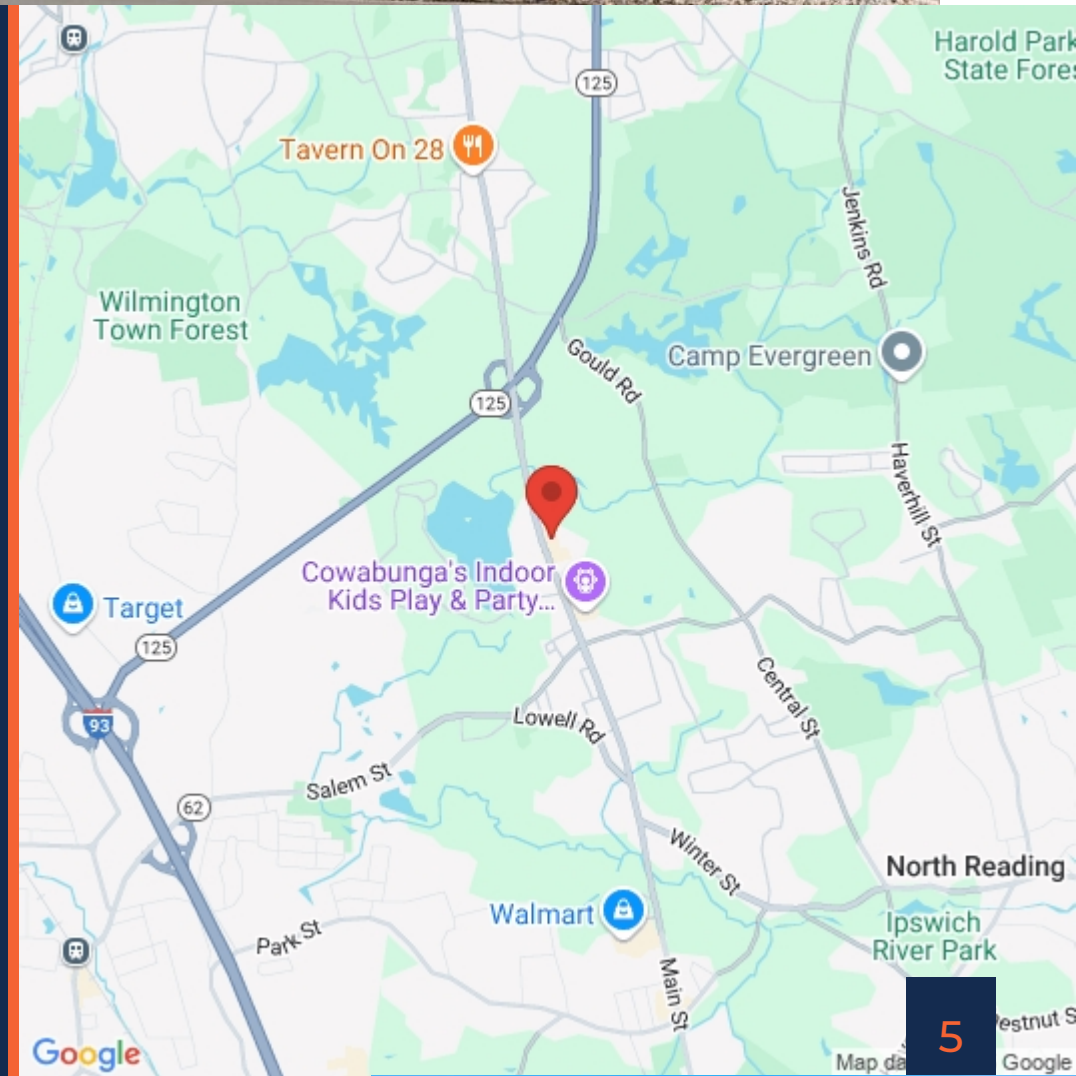 Harold Park
State Fores
125
Tavern On 28
Jenkins Rd
Wilmington
Town Forest
Gould Rd
Camp Evergreen
125
Haverhill St
Cowabunga's Indoor
Kids Play & Party...
Target
125
Central St
93
Lowell Rd
Salem St
62
Winter St
North Reading
Walmart
Ipswich
River Park
Park St
Main St
estnut S
5
Google
Map da
Google